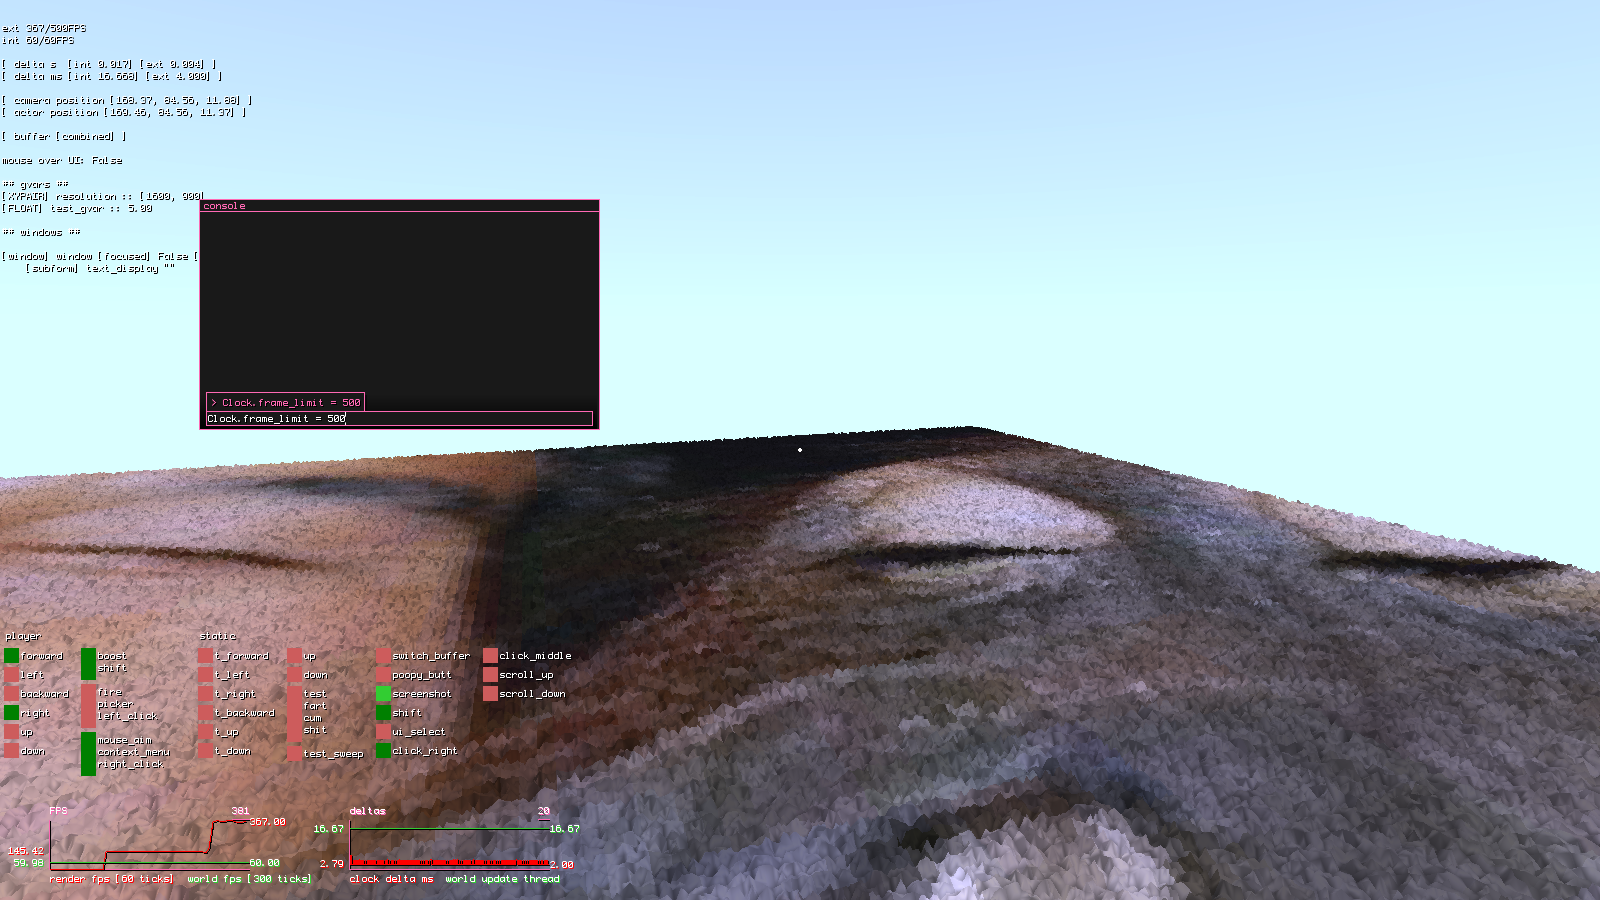 ext 367/500FPS
int 60/60FPS
[ delta s [int 0.017] [ext 0.004] ]
[ delta ms [int 16.668] [ext 4.000] ]
[ camera position [168.37, 84.56, 11.88] ]
[ actor position [169.46, 84.56, 11.37] ]
[ buffer [combined] ]
mouse over UI: False
## gvars ##
[XYPAIR] resolution :: [1600, 900]
[FLOAT] test_gvar :: 5.00
## windows ##
[window] window [focused] False [
[subform] text_display ""
console
> Clock.frame_limit = 500
Clock.frame_limit = 500
player
forward
left
backward
right
up
down
boost
shift
fire
picker
left_click
mouse_aim
context_menu
right_click
static
t_forward
t_left
t_right
t_backward
t_up
t_down
up
down
test
fart
cum
shit
test_sweep
switch_buffer
poopy_butt
screenshot
shift
ui_select
click_right
click_middle
scroll_up
scroll_down
FPS
381
367.00
145.42
59.98
60.00
render fps [60 ticks]
world fps [300 ticks]
deltas
20
16.67
16.67
2.79
2.00
clock delta ms
world update thread